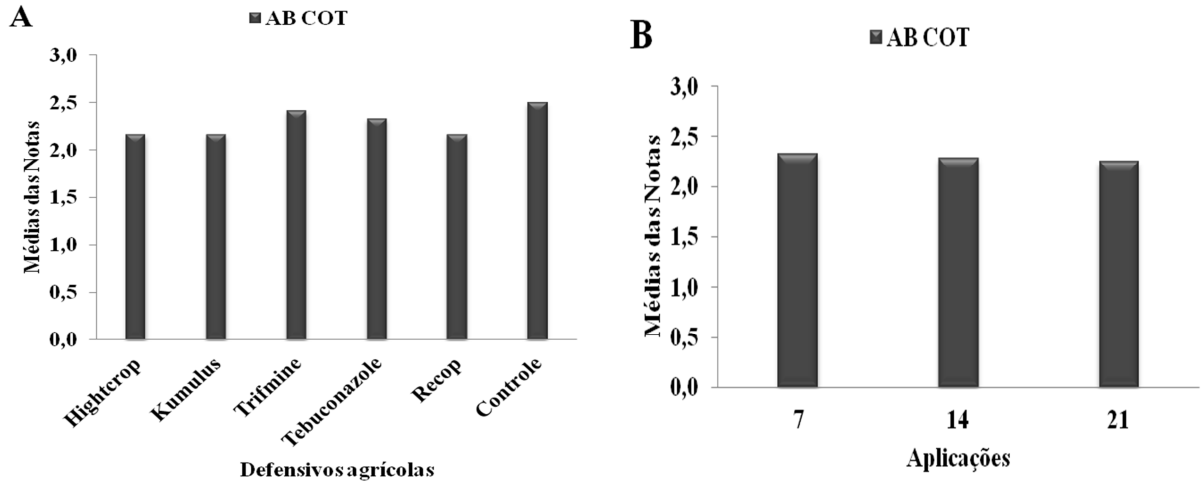 A
AB COT
Médias das Notas
3,0
2,5
2,0
1,5
1,0
0,5
0,0
Hightcrop
Kumulus
Trifmine
Tebuconazole
Recop
Controle
Defensivos agrícolas
B
AB COT
Médias das Notas
3,0
2,5
2,0
1,5
1,0
0,5
0,0
7
14
21
Aplicações